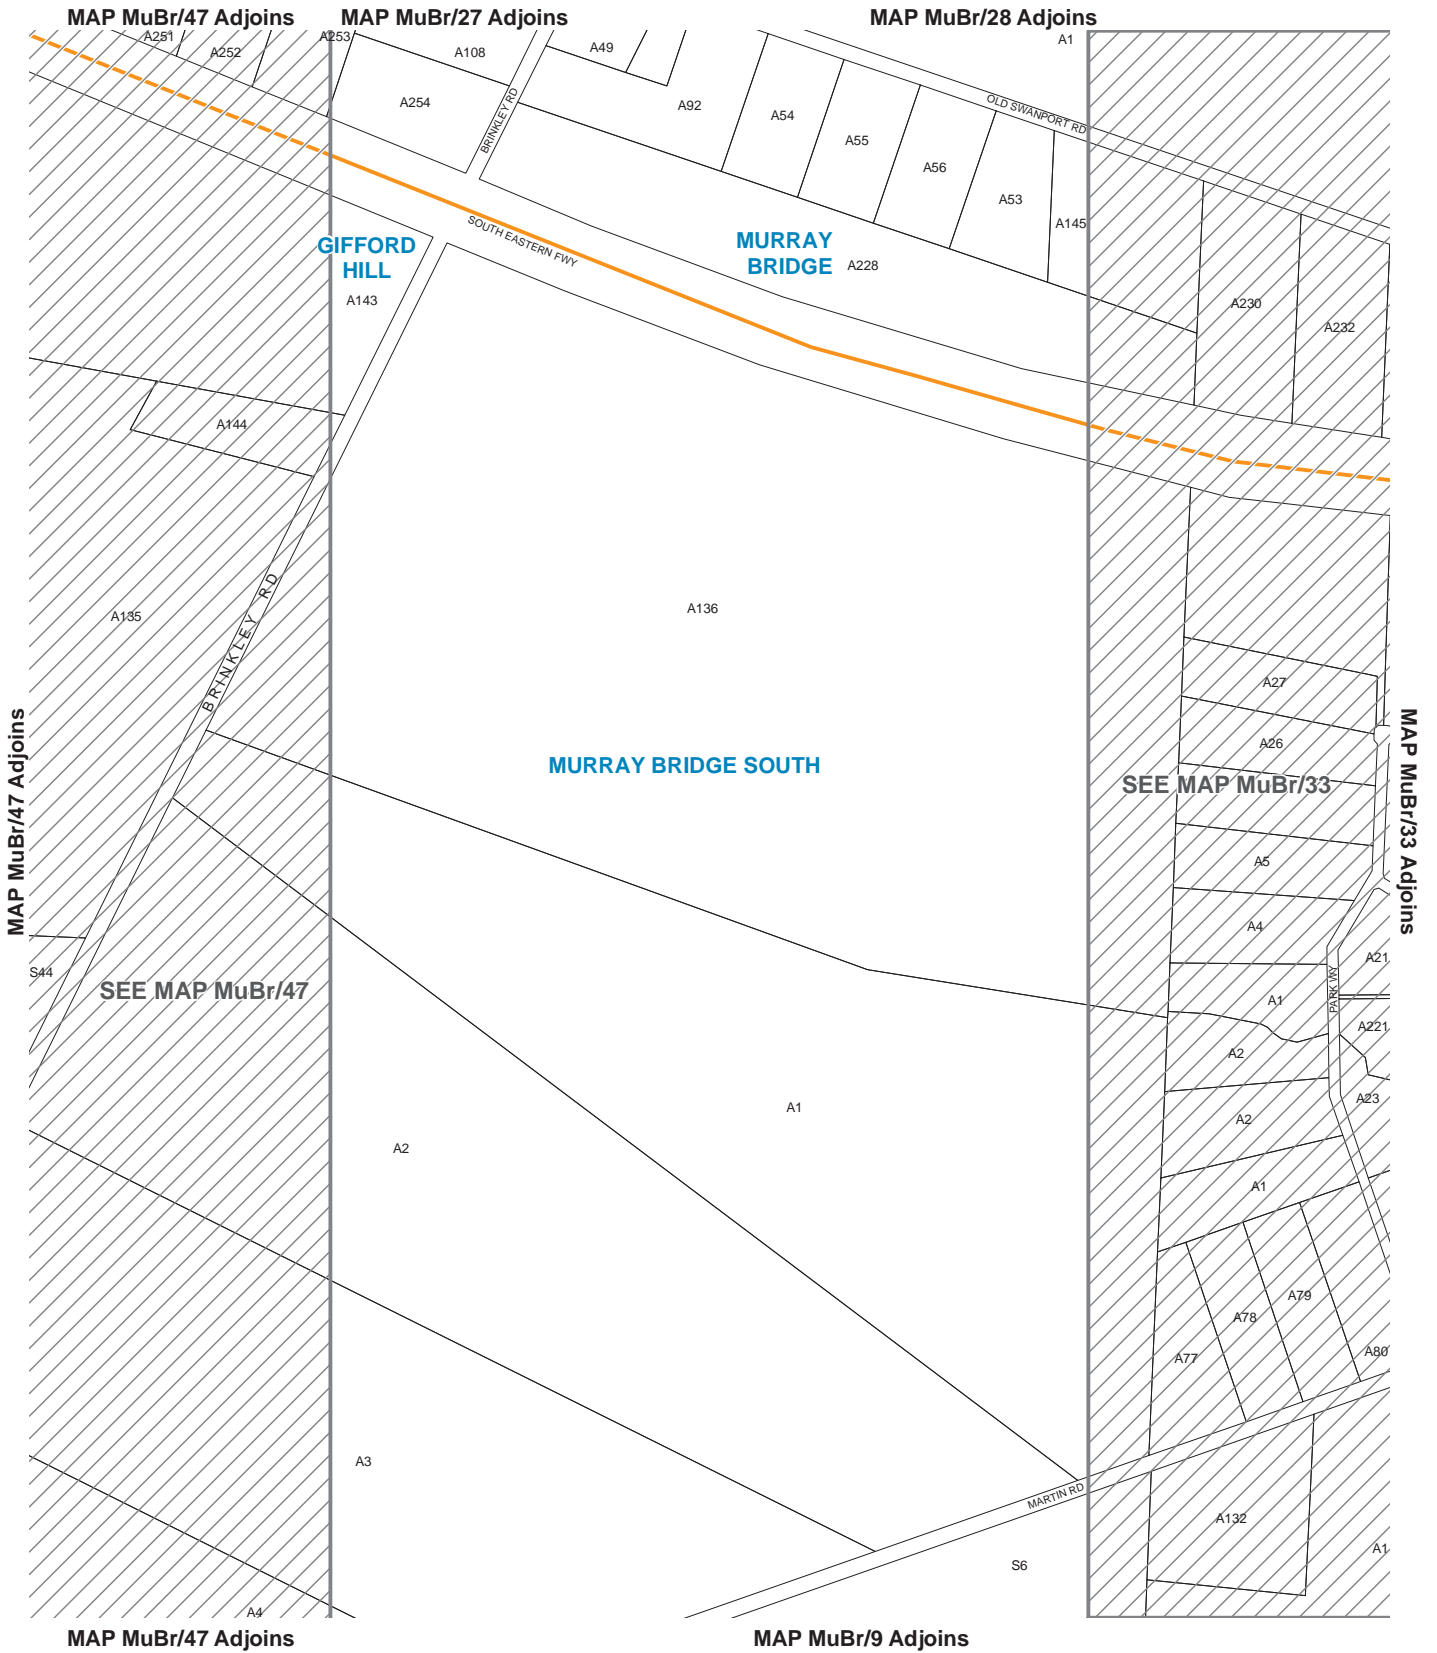 MAP MuBr/47 Adjoins
MAP MuBr/27 Adjoins
MAP MuBr/28 Adjoins
A251
A252
A253
A108
A49
A1
A254
BRINKLEY RD
A92
A54
A55
A56
A53
A145
OLD SWANPORT RD
SOUTH EASTERN FWY
GIFFORD
HILL
A143
MURRAY
BRIDGE
A228
A230
A232
A144
A135
BRINKLEY RD
A136
A27
A26
MURRAY BRIDGE SOUTH
SEE MAP MuBr/33
MAP MuBr/47 Adjoins
MAP MuBr/33 Adjoins
A5
A4
A21
S44
SEE MAP MuBr/47
A1
PARK WY
A221
A2
A23
A1
A2
A2
A1
A79
A78
A77
A80
A3
MARTIN RD
A132
A1
S6
A4
MAP MuBr/47 Adjoins
MAP MuBr/9 Adjoins